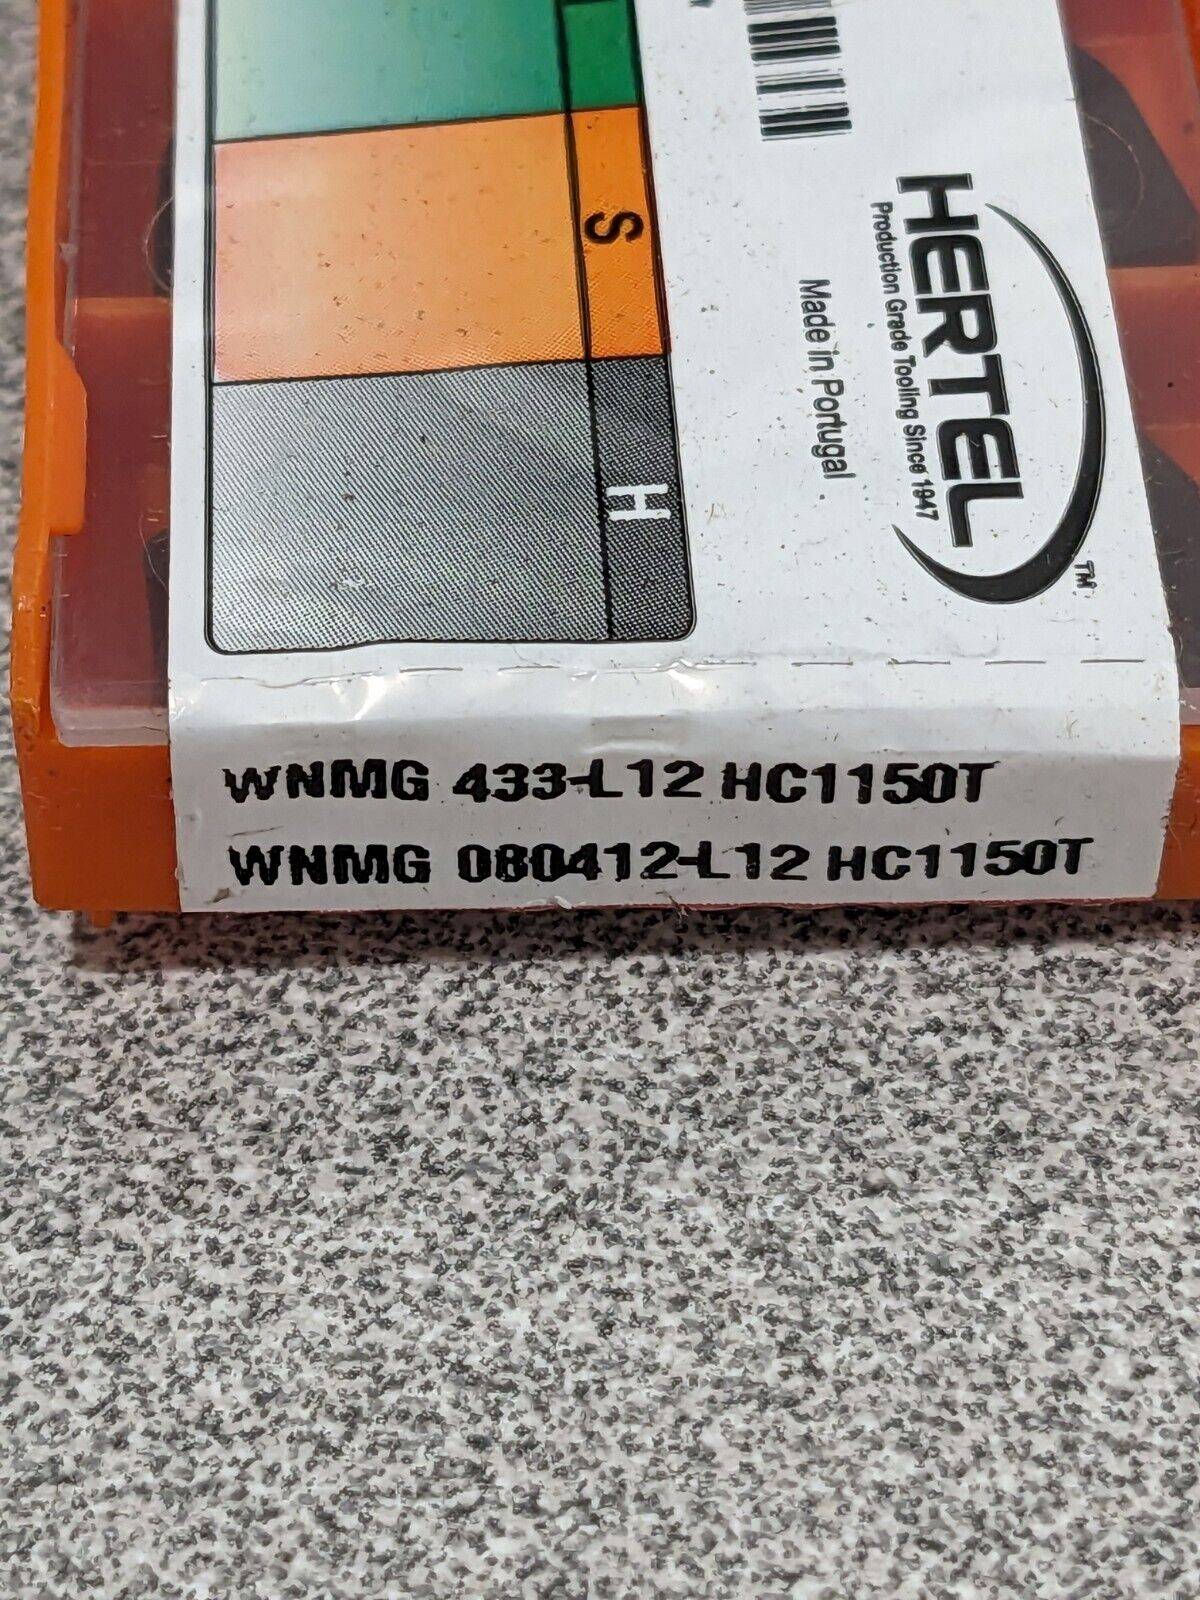 S
H
HERTEL
TM
Production Grade Tooling Since 1947
Made in Portugal
WNMG 433-L12 HC1150T
WNMG 080412-L12 HC1150T